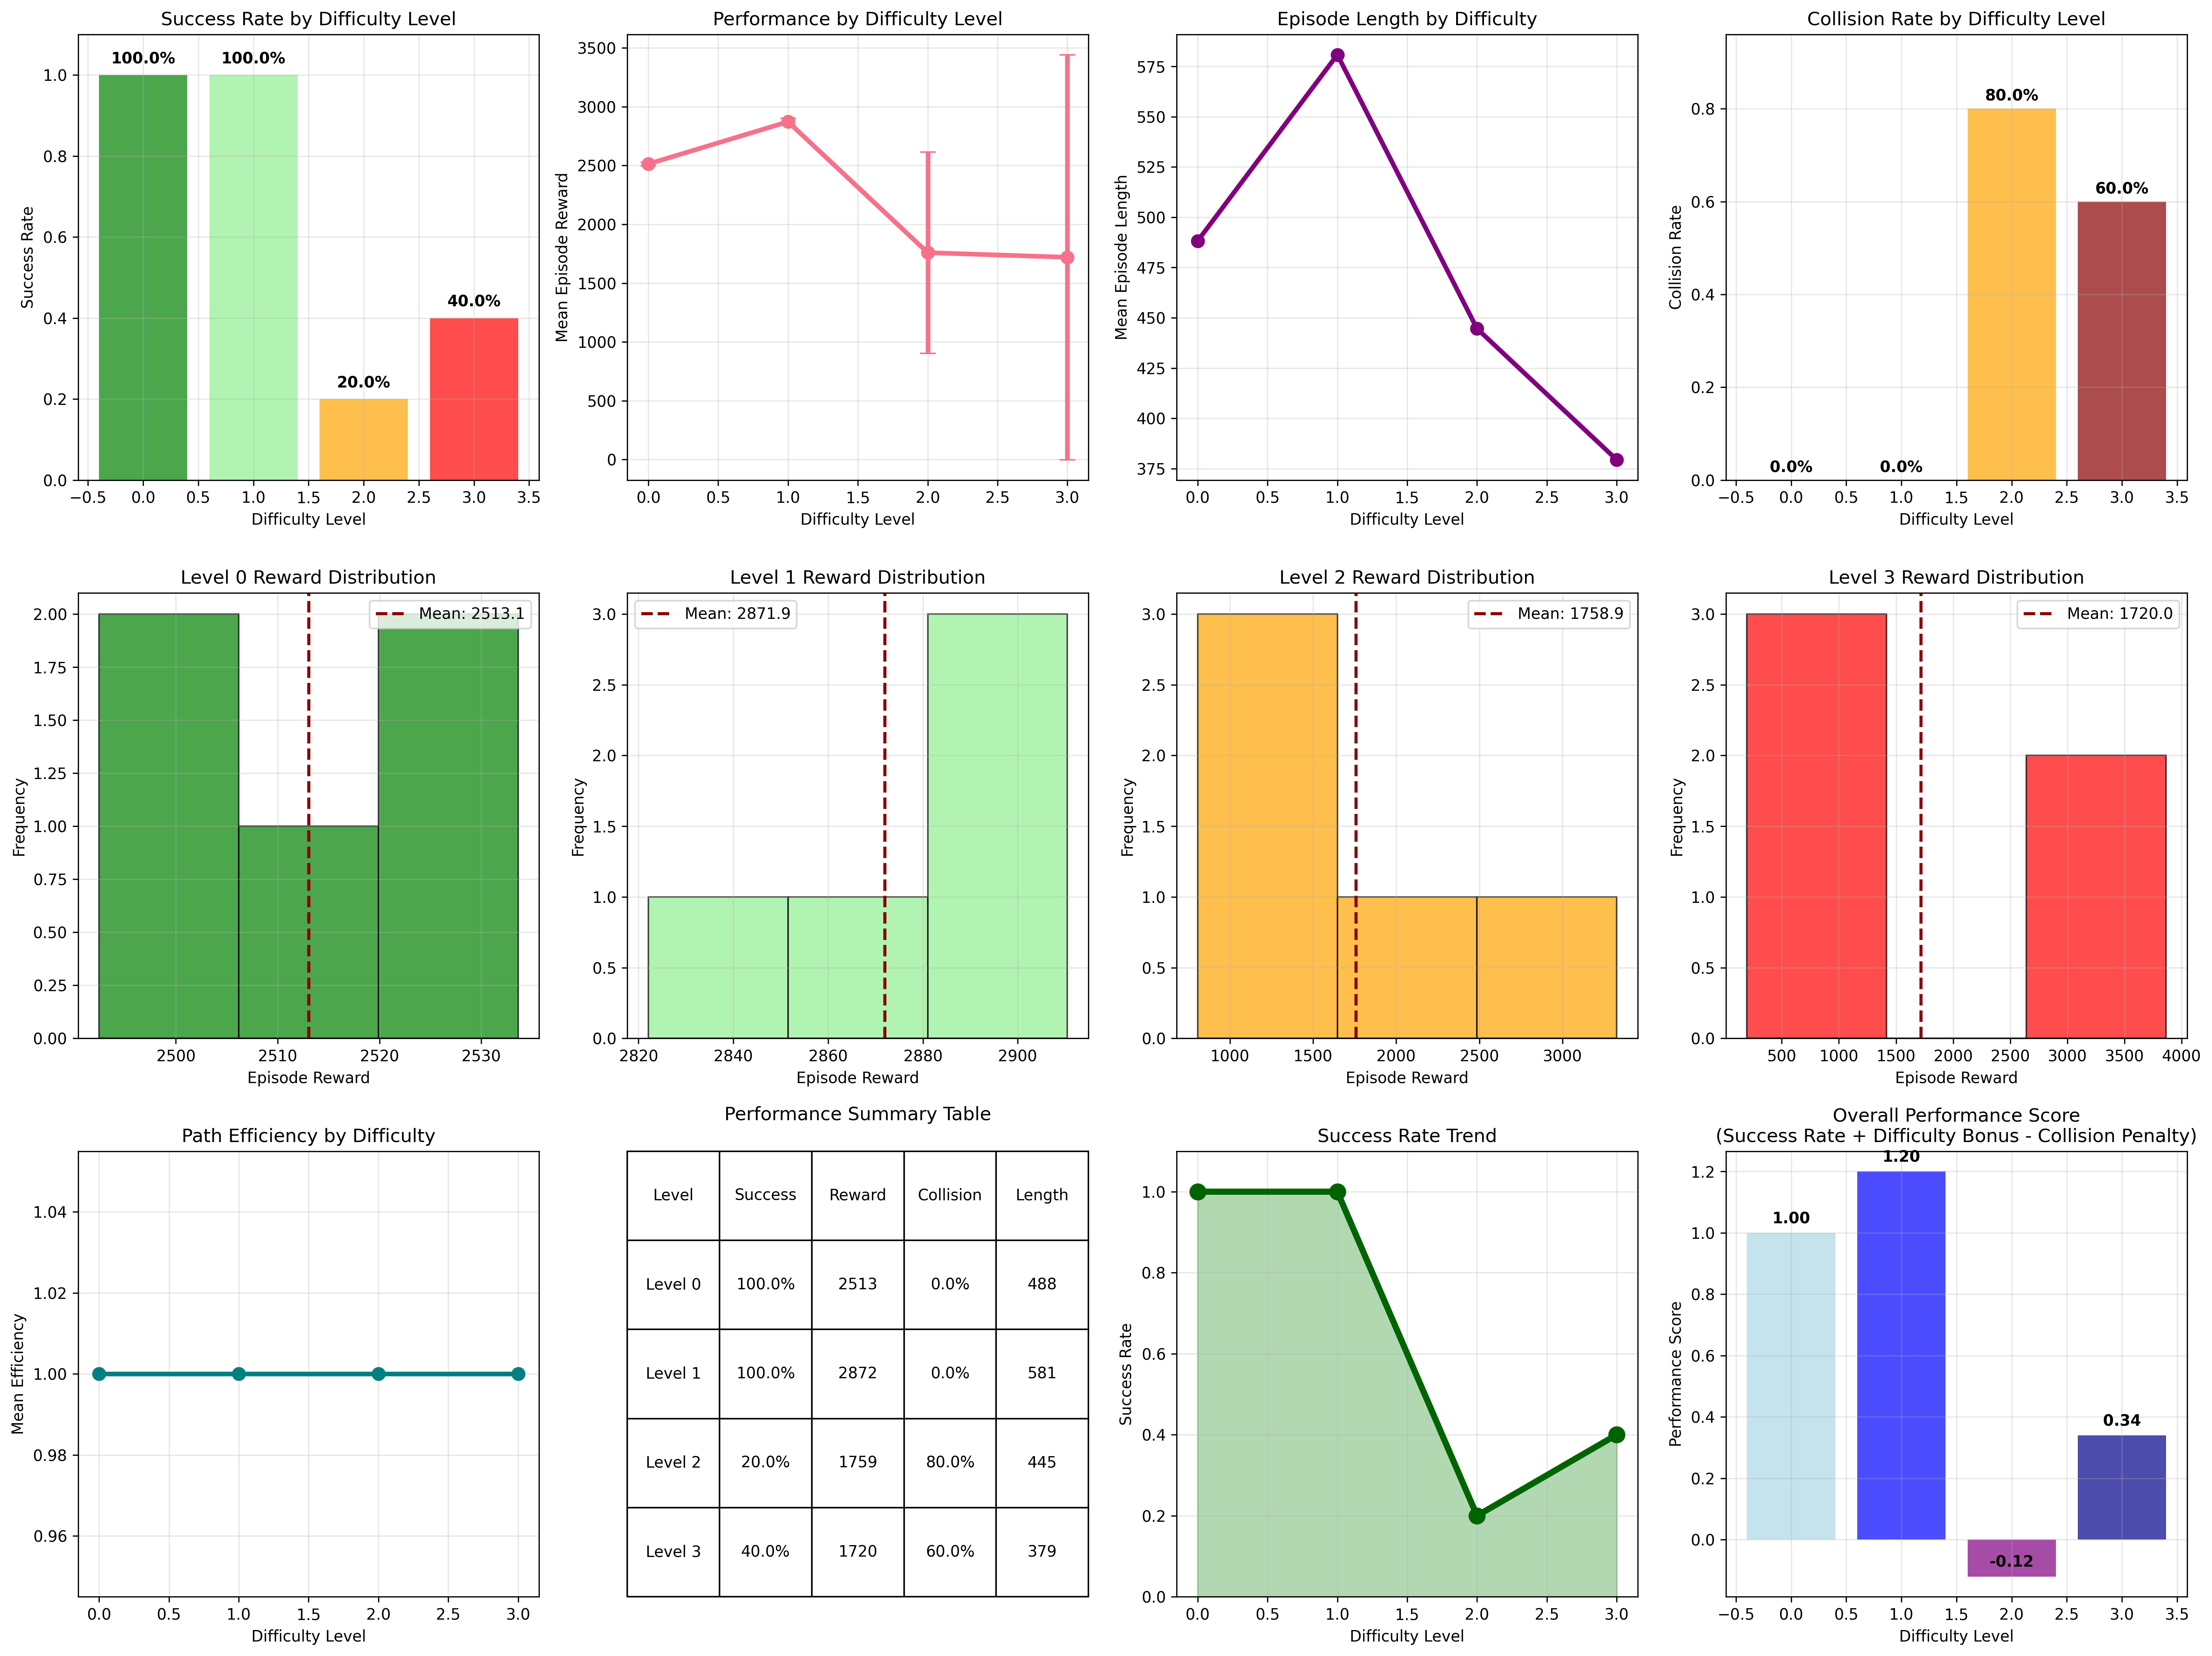 Success Rate by Difficulty Level
Success Rate
1.0
0.8
0.6
0.4
0.2
0.0
100.0%
100.0%
20.0%
40.0%
−0.5 0.0 0.5 1.0 1.5 2.0 2.5 3.0 3.5
Difficulty Level
Performance by Difficulty Level
Mean Episode Reward
3500
3000
2500
2000
1500
1000
500
0
0.0 0.5 1.0 1.5 2.0 2.5 3.0
Difficulty Level
Episode Length by Difficulty
Mean Episode Length
575
550
525
500
475
450
425
400
375
0.0 0.5 1.0 1.5 2.0 2.5 3.0
Difficulty Level
Collision Rate by Difficulty Level
Collision Rate
0.8
0.6
0.4
0.2
0.0
0.0%
0.0%
80.0%
60.0%
−0.5 0.0 0.5 1.0 1.5 2.0 2.5 3.0 3.5
Difficulty Level
Level 0 Reward Distribution
Mean: 2513.1
Frequency
2.00
1.75
1.50
1.25
1.00
0.75
0.50
0.25
0.00
2500 2510 2520 2530
Episode Reward
Level 1 Reward Distribution
Mean: 2871.9
Frequency
3.0
2.5
2.0
1.5
1.0
0.5
0.0
2820 2840 2860 2880 2900
Episode Reward
Level 2 Reward Distribution
Mean: 1758.9
Frequency
3.0
2.5
2.0
1.5
1.0
0.5
0.0
1000 1500 2000 2500 3000
Episode Reward
Level 3 Reward Distribution
Mean: 1720.0
Frequency
3.0
2.5
2.0
1.5
1.0
0.5
0.0
500 1000 1500 2000 2500 3000 3500 4000
Episode Reward
Path Efficiency by Difficulty
Mean Efficiency
1.04
1.02
1.00
0.98
0.96
0.0 0.5 1.0 1.5 2.0 2.5 3.0
Difficulty Level
Performance Summary Table
Level Success Reward Collision Length
Level 0 100.0% 2513 0.0% 488
Level 1 100.0% 2872 0.0% 581
Level 2 20.0% 1759 80.0% 445
Level 3 40.0% 1720 60.0% 379
Success Rate Trend
Success Rate
1.0
0.8
0.6
0.4
0.2
0.0
0.0 0.5 1.0 1.5 2.0 2.5 3.0
Difficulty Level
Overall Performance Score
(Success Rate + Difficulty Bonus - Collision Penalty)
Performance Score
1.2
1.0
0.8
0.6
0.4
0.2
0.0
1.00
1.20
-0.12
0.34
−0.5 0.0 0.5 1.0 1.5 2.0 2.5 3.0 3.5
Difficulty Level